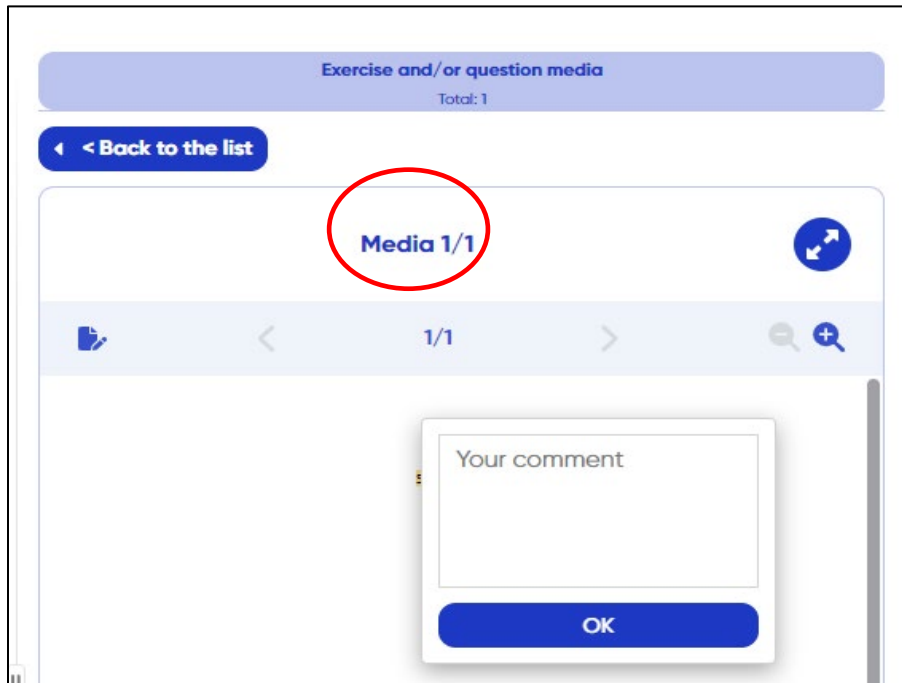 Exercise and/or question media
Total: 1
< Back to the list
Media 1/1
1/1
Your comment
OK